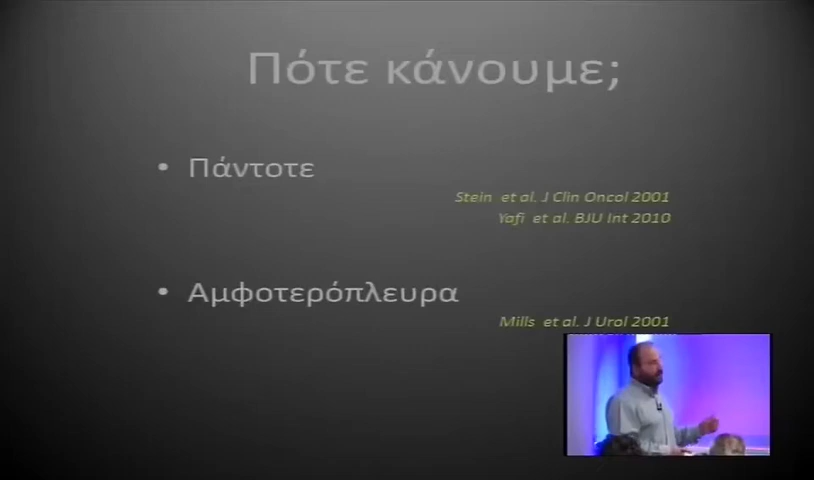 Πότε κάνουμε;
• Πάντοτε
Stein et al. J Clin Oncol 2001
Yafi et al. BJU Int 2010
• Αμφοτερόπλευρα
Mills et al. J Urol 2001